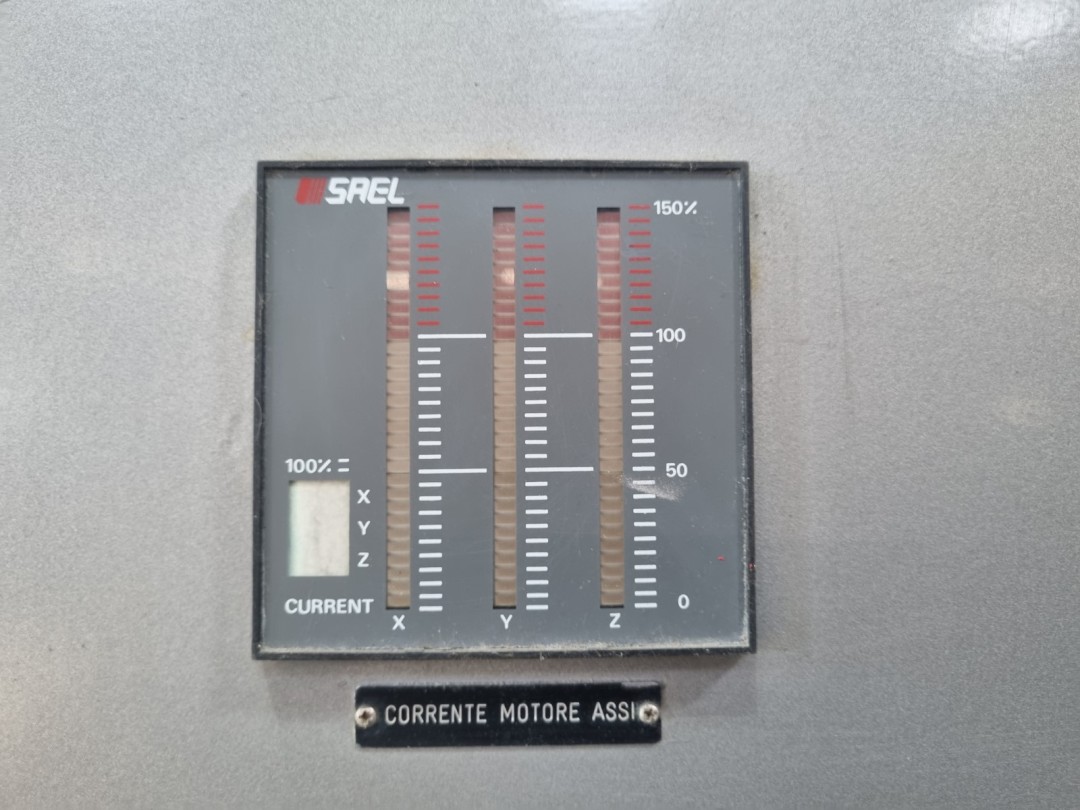 SAEL
150%
100
50
0
100% =
X
Y
Z
CURRENT
X Y Z
CORRENTE MOTORE ASSI